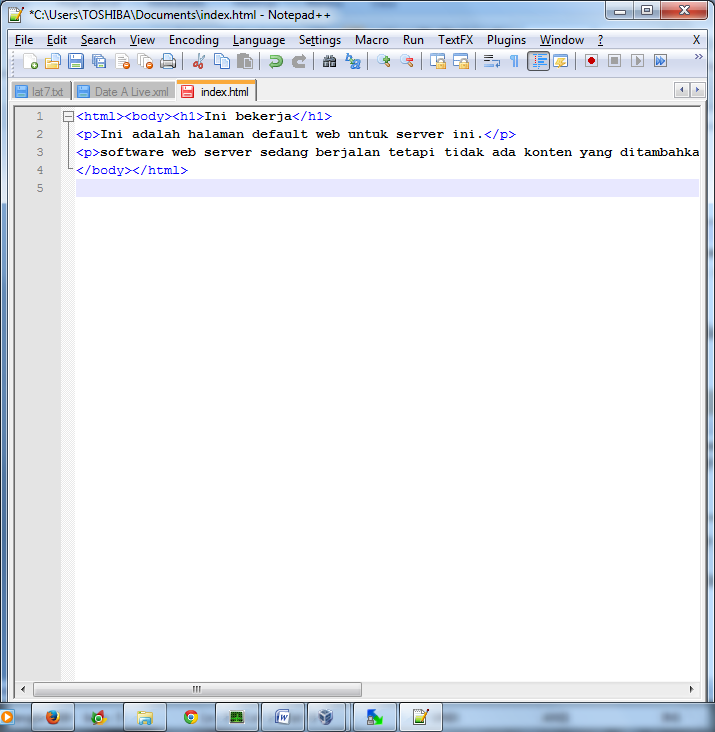 *C:\Users\TOSHIBA\Documents\index.html - Notepad++
File Edit Search View Encoding Language Settings Macro Run TextFX Plugins Window ? X
lat7.txt Date A Live.xml index.html
1 <html><body><h1>Ini bekerja</h1>
2 <p>Ini adalah halaman default web untuk server ini.</p>
3 <p>software web server sedang berjalan tetapi tidak ada konten yang ditambahka
4 </body></html>
5